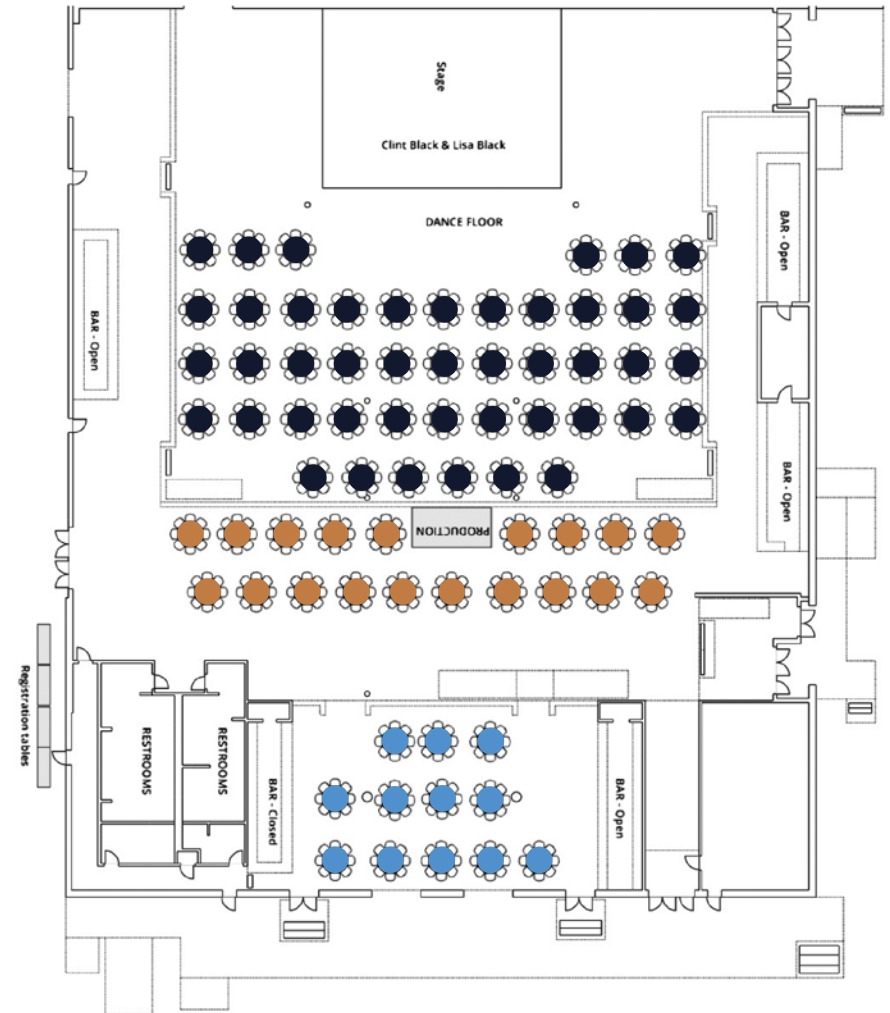 Stage
Clint Black & Lisa Black
DANCE FLOOR
BAR - Open
BAR - Open
BAR - Open
PRODUCTION
Registration tables
RESTROOMS
RESTROOMS
BAR - Closed
BAR - Open